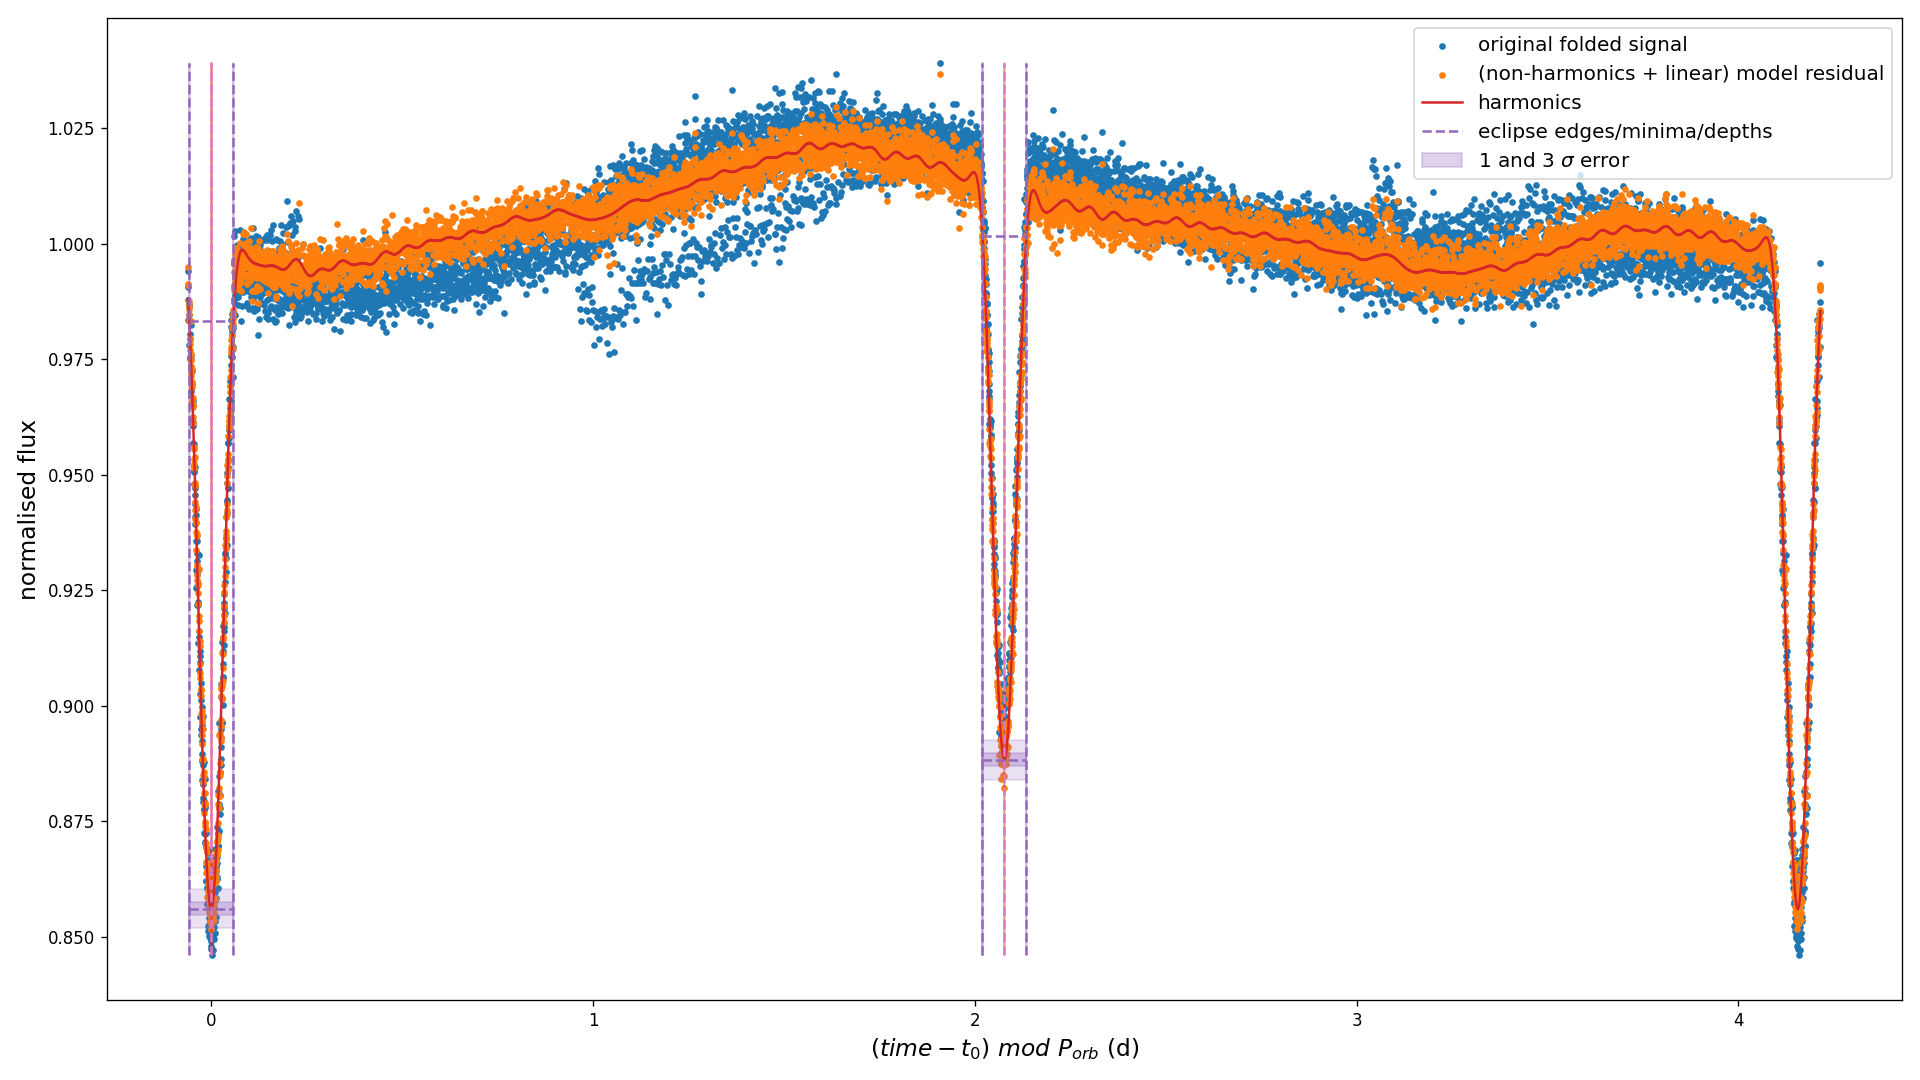 original folded signal
(non-harmonics + linear) model residual
harmonics
eclipse edges/minima/depths
1 and 3 σ error
normalised flux
1.025
1.000
0.975
0.950
0.925
0.900
0.875
0.850
0 1 2 3 4
(time − t₀) mod Pₒᵣb (d)